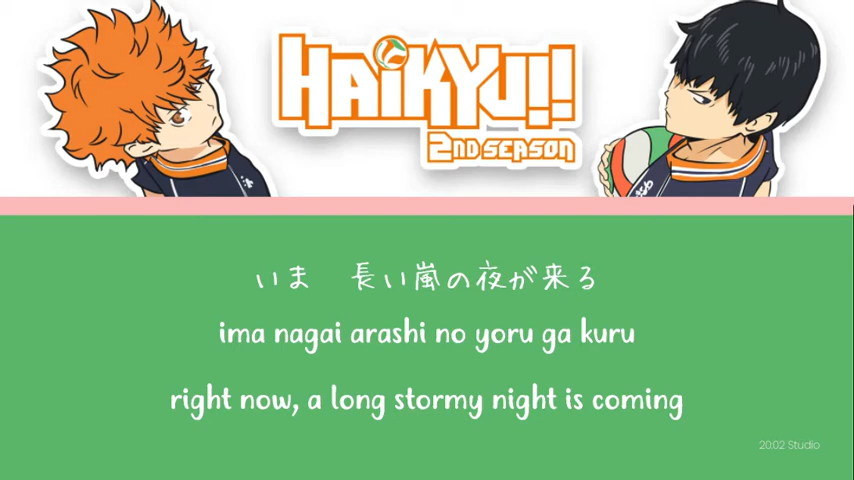 HAIKYU!!
2ND SEASON
いま　長い嵐の夜が来る
ima nagai arashi no yoru ga kuru
right now, a long stormy night is coming
20:02 Studio